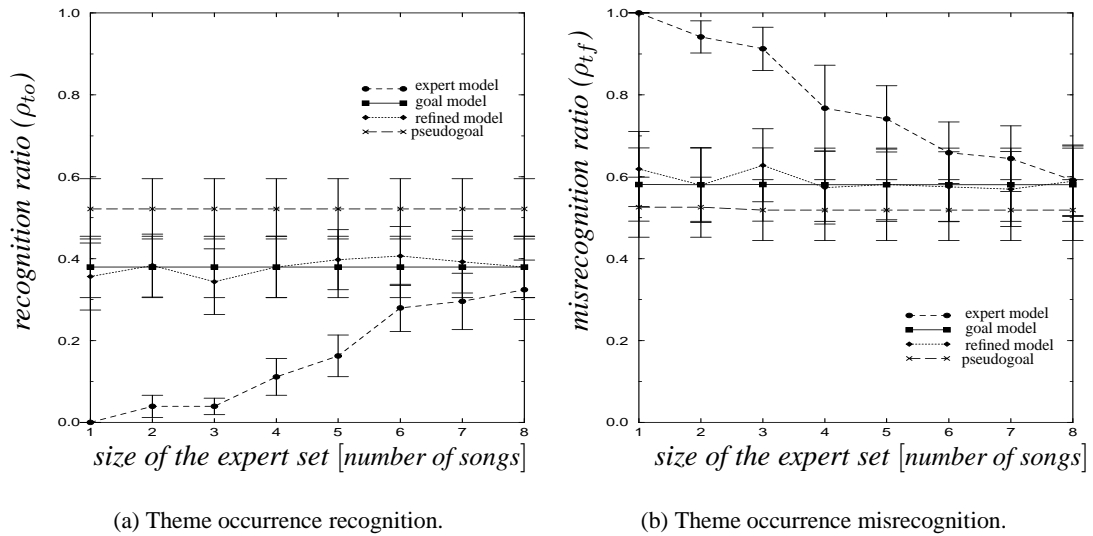 1.0
0.8
0.6
0.4
0.2
0.0
recognition ratio (ρto)
expert model
goal model
refined model
pseudogoal
1 2 3 4 5 6 7 8
size of the expert set [number of songs]
(a) Theme occurrence recognition.
1.0
0.8
0.6
0.4
0.2
0.0
misrecognition ratio (ρtf)
expert model
goal model
refined model
pseudogoal
1 2 3 4 5 6 7 8
size of the expert set [number of songs]
(b) Theme occurrence misrecognition.